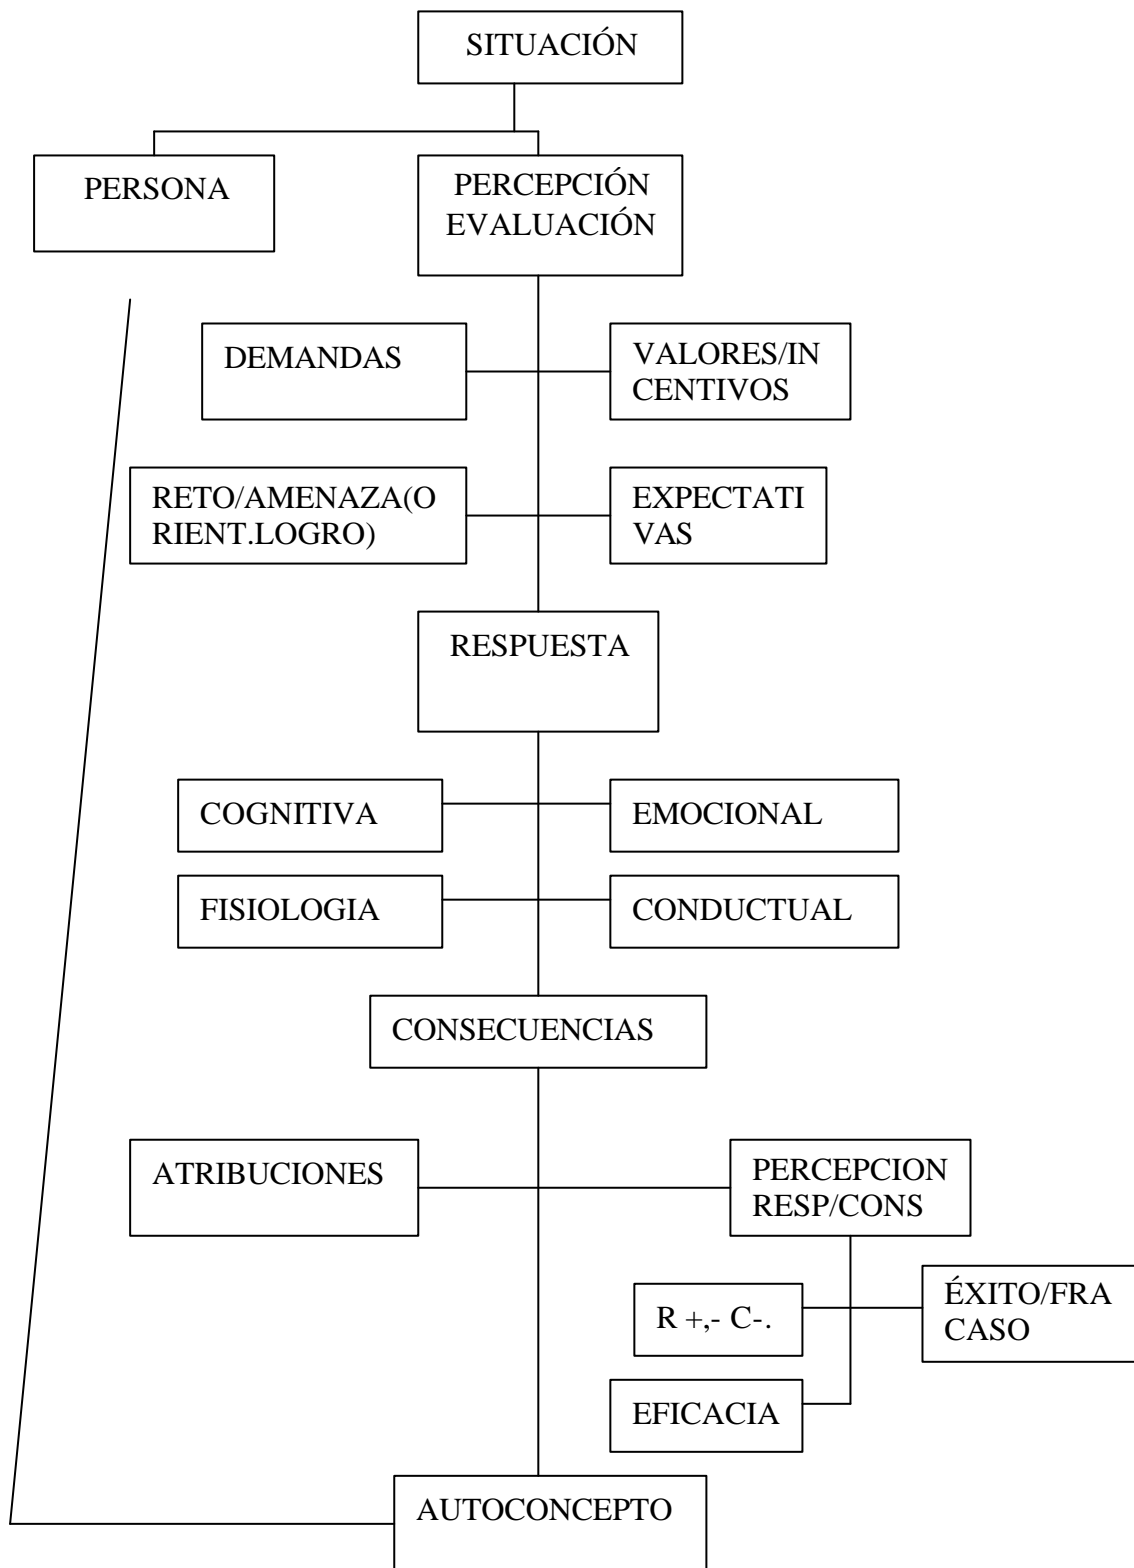 SITUACIÓN
PERSONA
PERCEPCIÓN
EVALUACIÓN
DEMANDAS
VALORES/IN
CENTIVOS
RETO/AMENAZA(O
RIENT.LOGRO)
EXPECTATI
VAS
RESPUESTA
COGNITIVA
EMOCIONAL
FISIOLOGIA
CONDUCTUAL
CONSECUENCIAS
ATRIBUCIONES
PERCEPCION
RESP/CONS
R +,- C-.
ÉXITO/FRA
CASO
EFICACIA
AUTOCONCEPTO